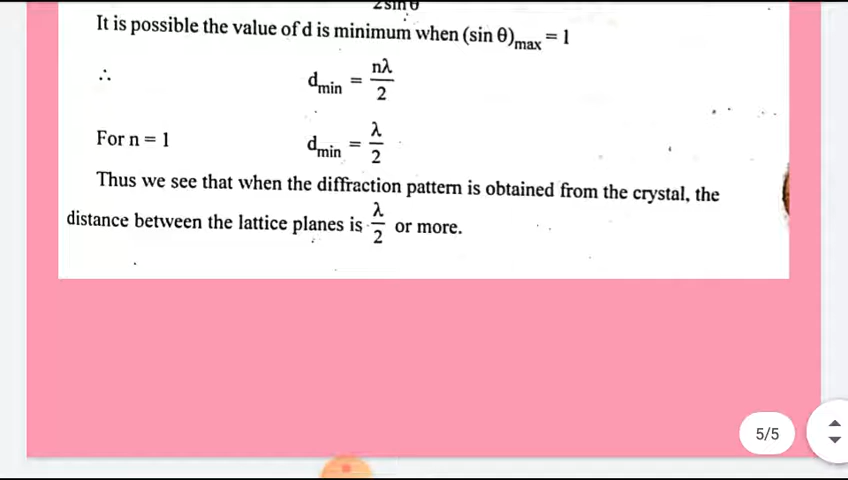 2sinθ
It is possible the value of d is minimum when (sin θ)max = 1
∴ dmin = nλ/2
For n = 1 dmin = λ/2
Thus we see that when the diffraction pattern is obtained from the crystal, the
distance between the lattice planes is λ/2 or more.
5/5